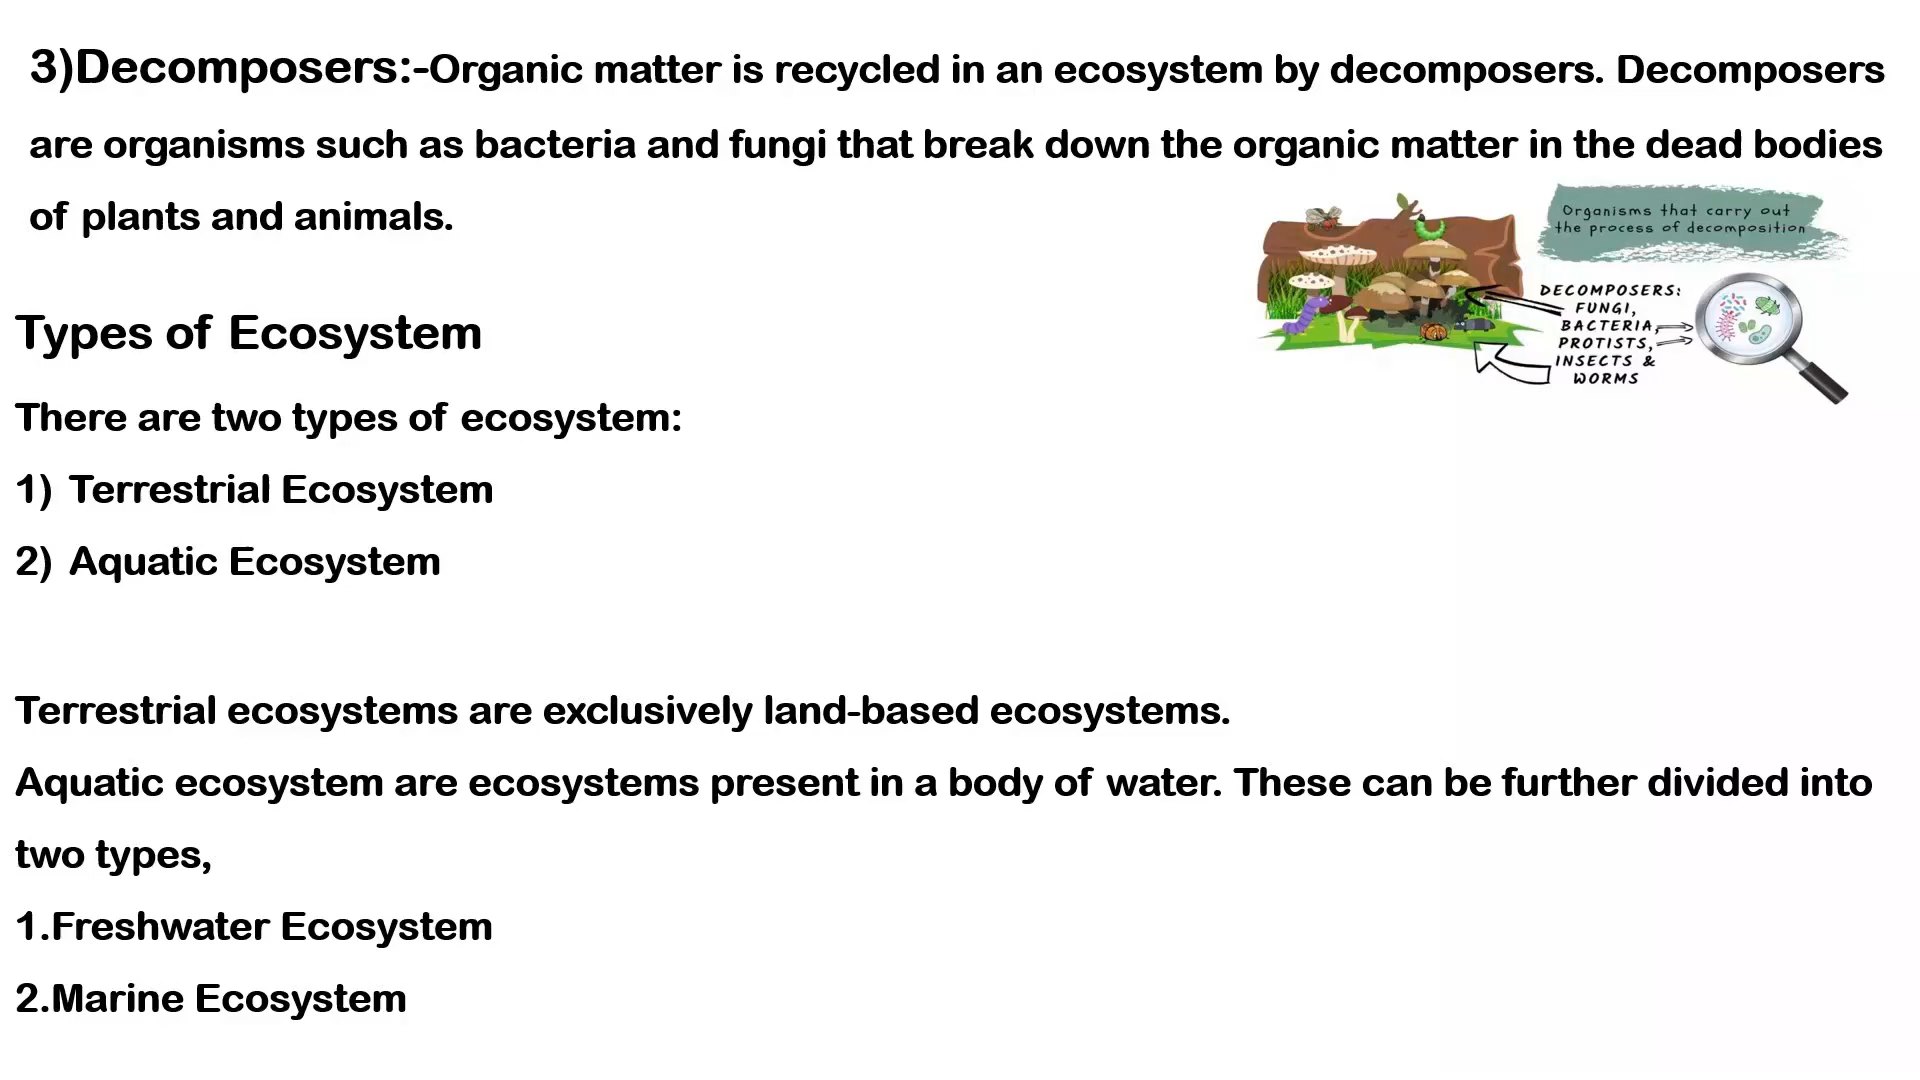 3)Decomposers:-Organic matter is recycled in an ecosystem by decomposers. Decomposers
are organisms such as bacteria and fungi that break down the organic matter in the dead bodies
of plants and animals.
Organisms that carry out
the process of decomposition
DECOMPOSERS:
FUNGI,
BACTERIA,
PROTISTS,
INSECTS &
WORMS
Types of Ecosystem
There are two types of ecosystem:
1) Terrestrial Ecosystem
2) Aquatic Ecosystem
Terrestrial ecosystems are exclusively land-based ecosystems.
Aquatic ecosystem are ecosystems present in a body of water. These can be further divided into
two types,
1.Freshwater Ecosystem
2.Marine Ecosystem